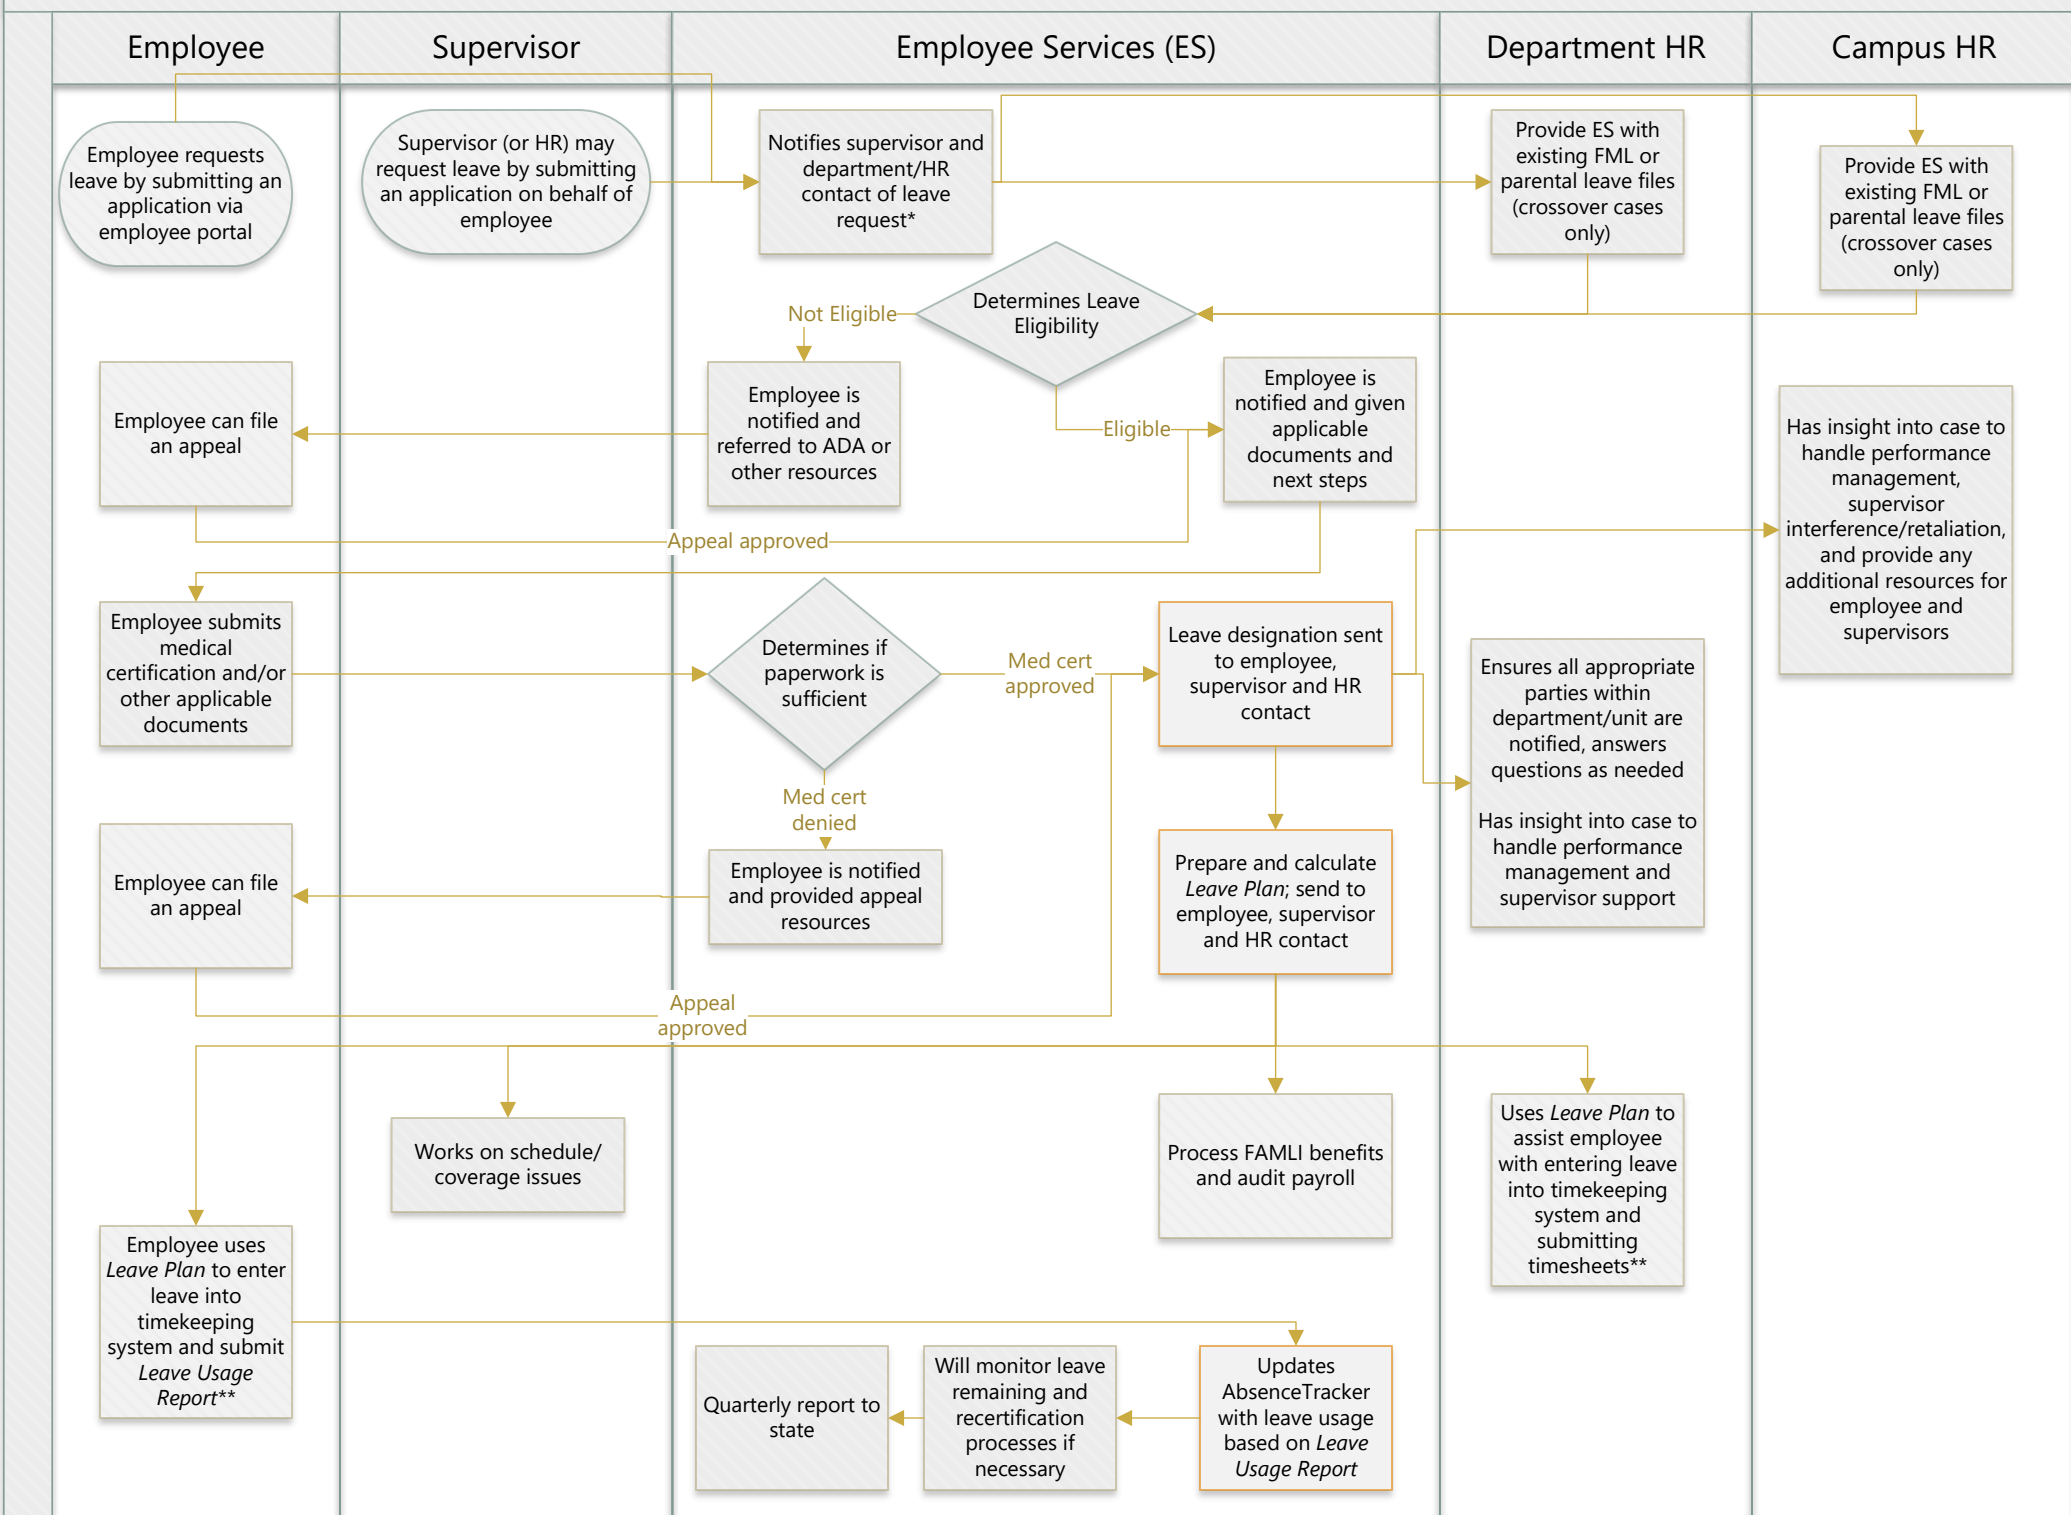 Employee
Supervisor
Employee Services (ES)
Department HR
Campus HR
Employee requests
leave by submitting an
application via
employee portal
Supervisor (or HR) may
request leave by submitting
an application on behalf of
employee
Notifies supervisor and
department/HR
contact of leave
request*
Provide ES with
existing FML or
parental leave files
(crossover cases
only)
Provide ES with
existing FML or
parental leave files
(crossover cases
only)
Determines Leave
Eligibility
Not Eligible
Eligible
Employee can file
an appeal
Employee is
notified and
referred to ADA or
other resources
Employee is
notified and given
applicable
documents and
next steps
Has insight into case to
handle performance
management,
supervisor
interference/retaliation,
and provide any
additional resources for
employee and
supervisors
Appeal approved
Employee submits
medical
certification and/or
other applicable
documents
Determines if
paperwork is
sufficient
Med cert
approved
Leave designation sent
to employee,
supervisor and HR
contact
Ensures all appropriate
parties within
department/unit are
notified, answers
questions as needed
Has insight into case to
handle performance
management and
supervisor support
Med cert
denied
Employee can file
an appeal
Employee is notified
and provided appeal
resources
Prepare and calculate
Leave Plan; send to
employee, supervisor
and HR contact
Appeal
approved
Works on schedule/
coverage issues
Process FAMLI benefits
and audit payroll
Uses Leave Plan to
assist employee
with entering leave
into timekeeping
system and
submitting
timesheets**
Employee uses
Leave Plan to enter
leave into
timekeeping
system and submit
Leave Usage
Report**
Quarterly report to
state
Will monitor leave
remaining and
recertification
processes if
necessary
Updates
AbsenceTracker
with leave usage
based on Leave
Usage Report